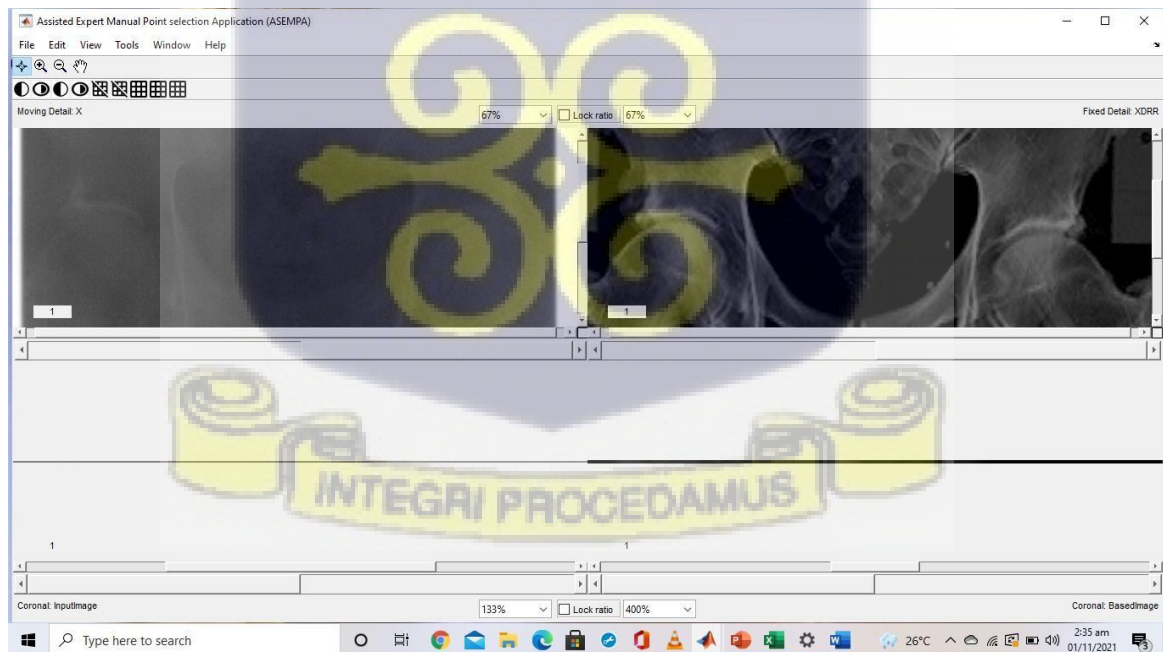 Assisted Expert Manual Point selection Application (ASEMPA)
File Edit View Tools Window Help
Moving Detail: X
67%
Lock ratio
67%
Fixed Detail: XDRR
1
1
INTEGRI PROCEDAMUS
1
1
Coronal: InputImage
133%
Lock ratio
400%
Coronal: BasedImage
Type here to search
26°C
2:35 am
01/11/2021
3